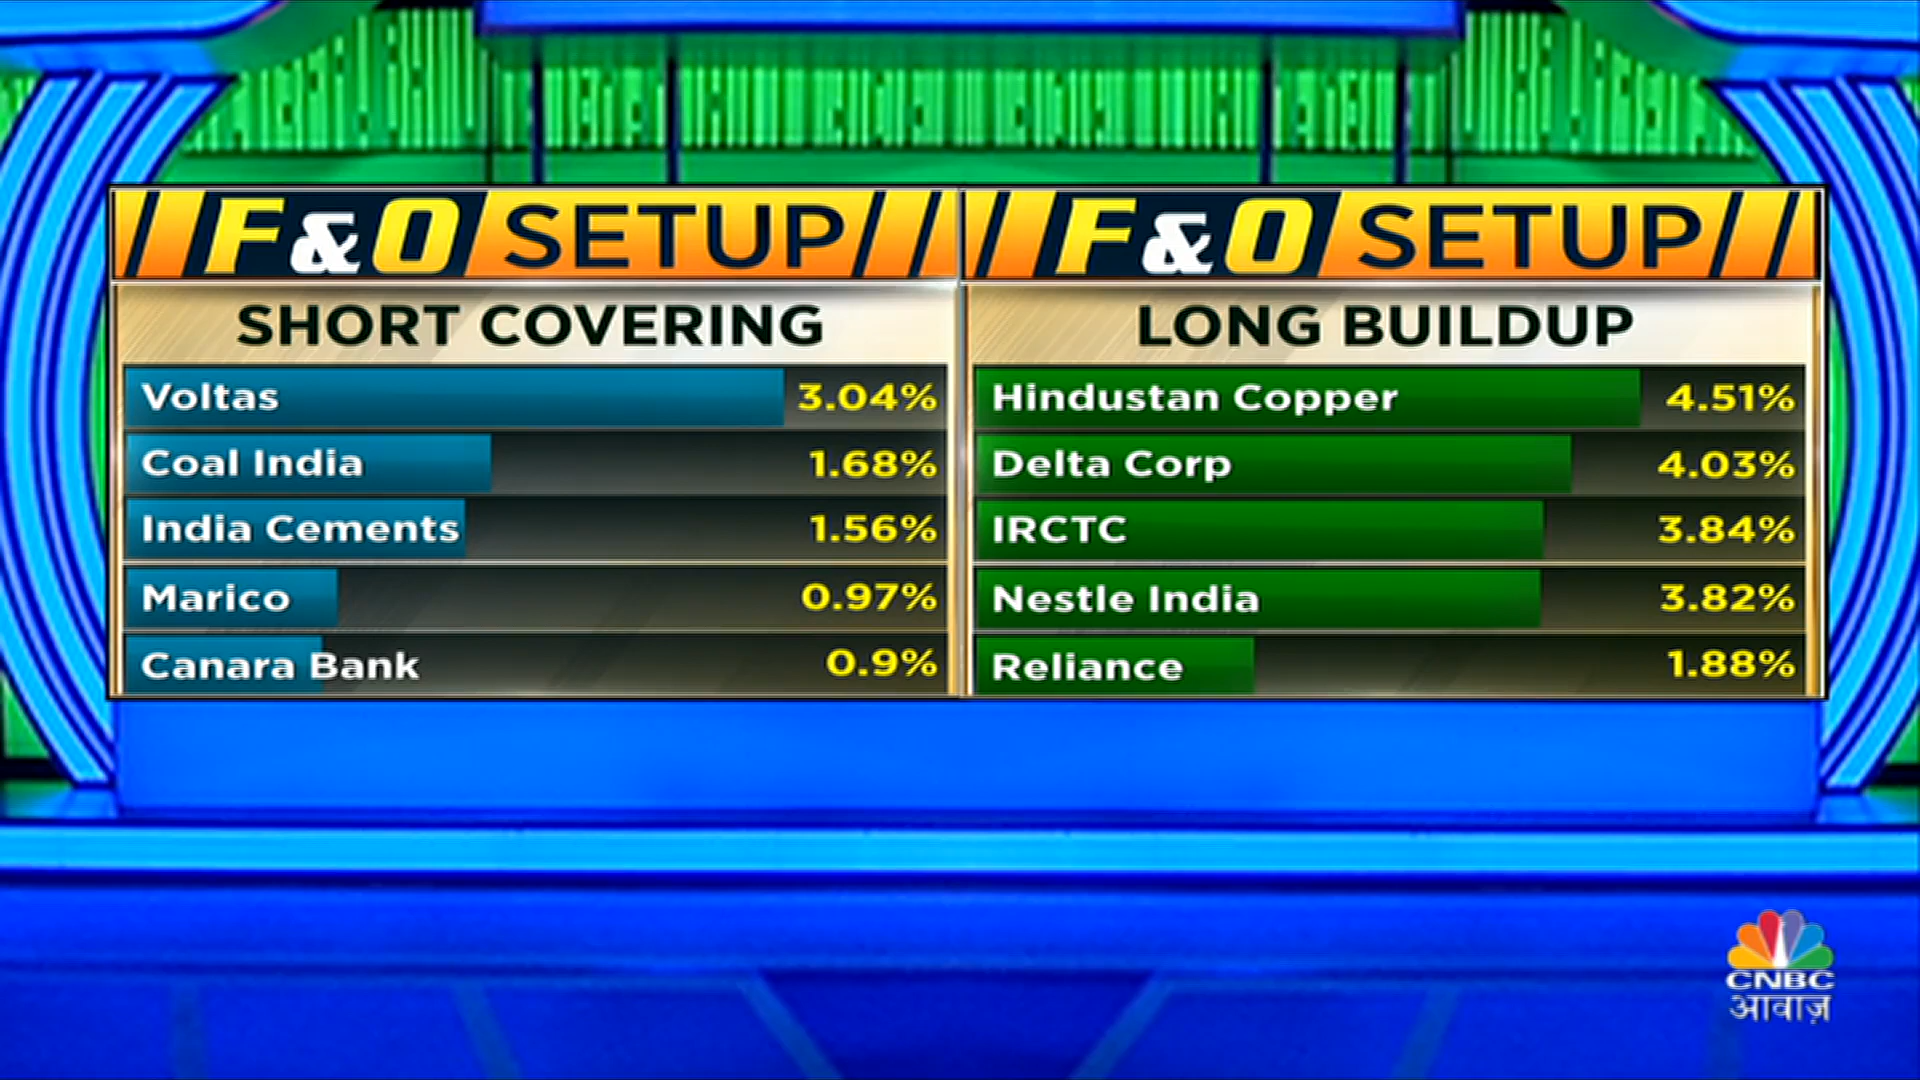 F&O SETUP
SHORT COVERING
Voltas 3.04%
Coal India 1.68%
India Cements 1.56%
Marico 0.97%
Canara Bank 0.9%
F&O SETUP
LONG BUILDUP
Hindustan Copper 4.51%
Delta Corp 4.03%
IRCTC 3.84%
Nestle India 3.82%
Reliance 1.88%
CNBC
आवाज़